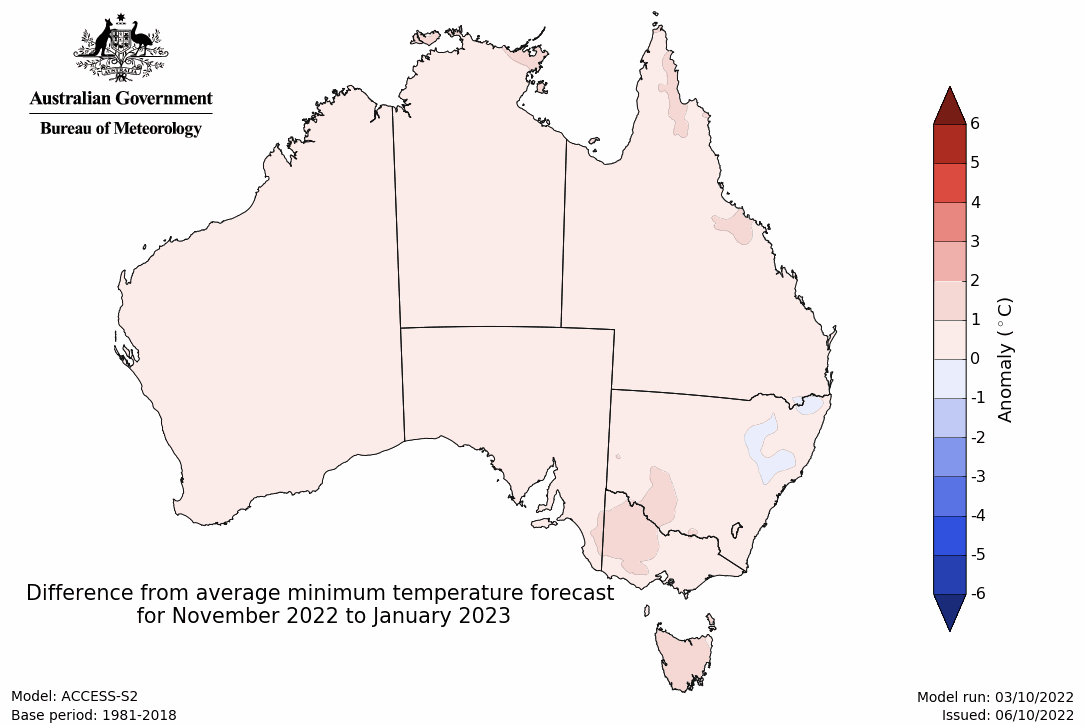 Australian Government
Bureau of Meteorology
6
5
4
3
2
1
0
-1
-2
-3
-4
-5
-6
Anomaly (°C)
Difference from average minimum temperature forecast
for November 2022 to January 2023
Model: ACCESS-S2
Base period: 1981-2018
Model run: 03/10/2022
Issued: 06/10/2022